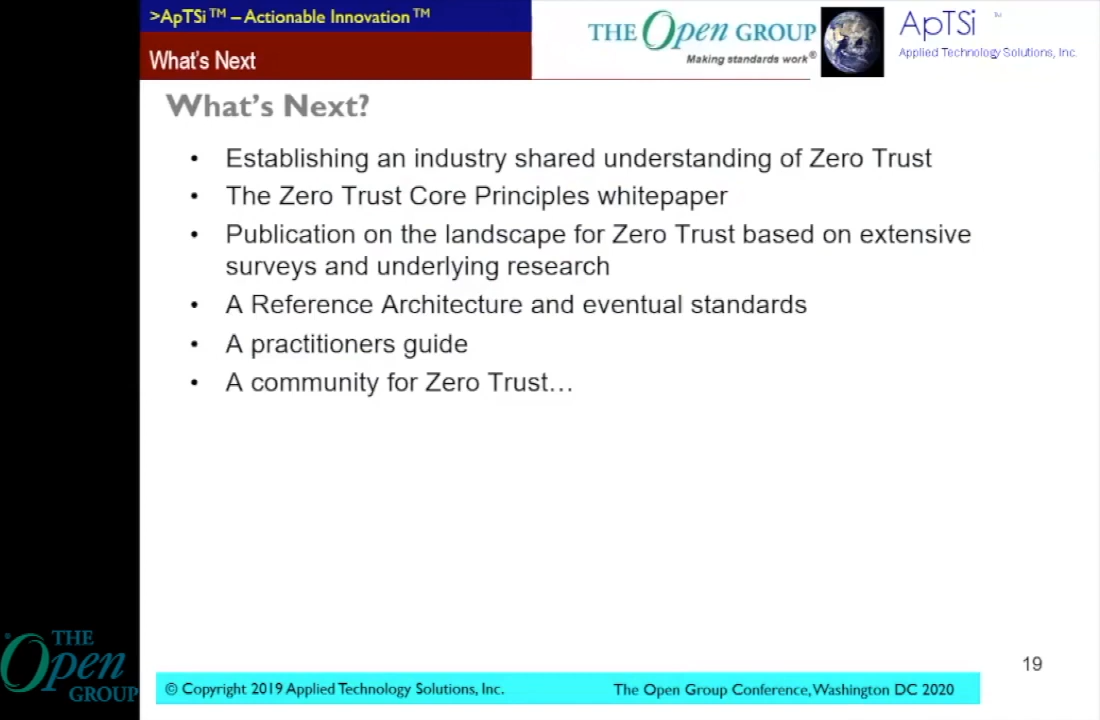 >ApTSi™ – Actionable Innovation™
What's Next
THE Open GROUP
Making standards work®
ApTSi ™
Applied Technology Solutions, Inc.
What's Next?
• Establishing an industry shared understanding of Zero Trust
• The Zero Trust Core Principles whitepaper
• Publication on the landscape for Zero Trust based on extensive
surveys and underlying research
• A Reference Architecture and eventual standards
• A practitioners guide
• A community for Zero Trust…
19
THE
Open
GROUP
© Copyright 2019 Applied Technology Solutions, Inc.
The Open Group Conference, Washington DC 2020